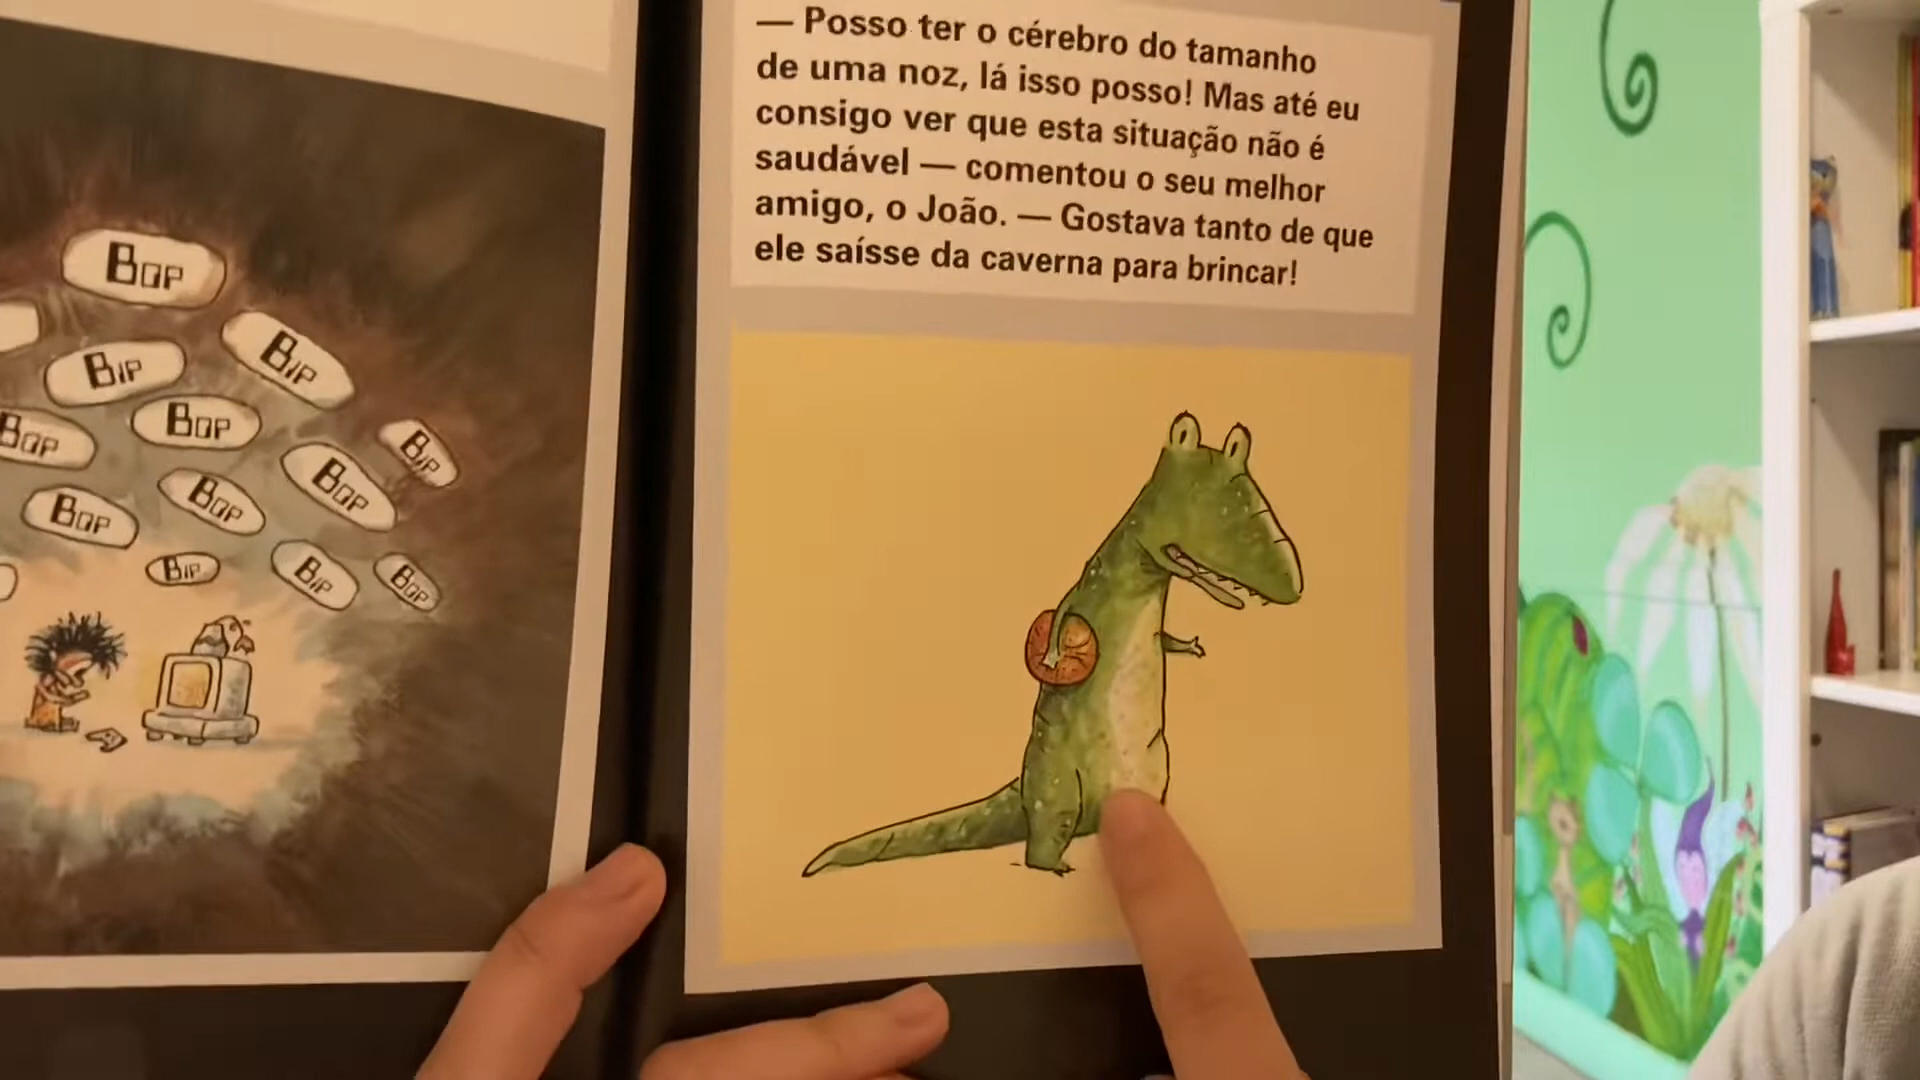 Bop
Bip
Bip
Bop
Bop
Bip
Bop
Bop
Bop
Bip
Bip
Bop
— Posso ter o cérebro do tamanho
de uma noz, lá isso posso! Mas até eu
consigo ver que esta situação não é
saudável — comentou o seu melhor
amigo, o João. — Gostava tanto de que
ele saísse da caverna para brincar!